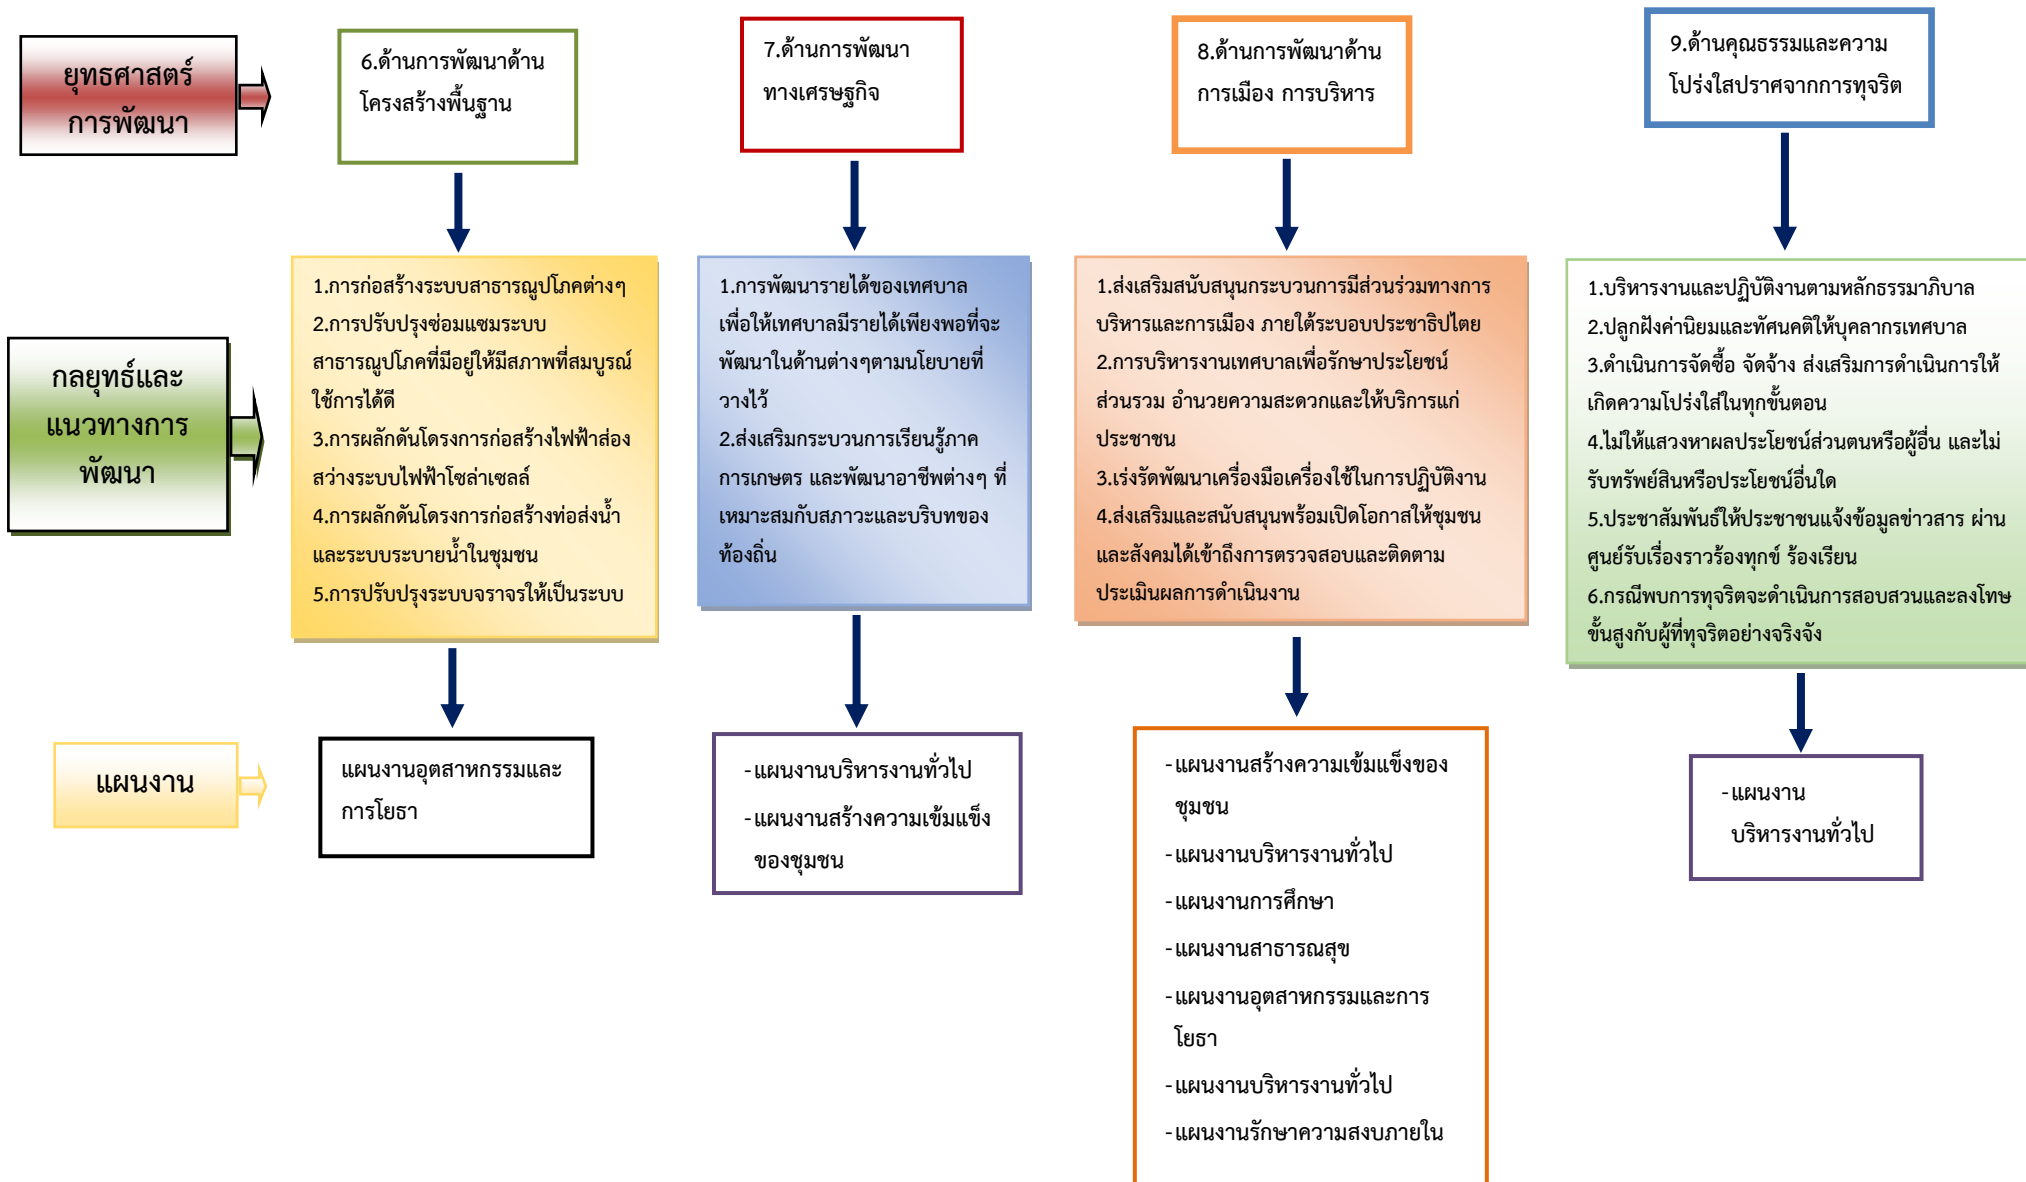 ยุทธศาสตร์
การพัฒนา
6.ด้านการพัฒนาด้าน
โครงสร้างพื้นฐาน
7.ด้านการพัฒนา
ทางเศรษฐกิจ
8.ด้านการพัฒนาด้าน
การเมือง การบริหาร
9.ด้านคุณธรรมและความ
โปร่งใสปราศจากการทุจริต
กลยุทธ์และ
แนวทางการ
พัฒนา
1.การก่อสร้างระบบสาธารณูปโภคต่างๆ
2.การปรับปรุงซ่อมแซมระบบ
สาธารณูปโภคที่มีอยู่ให้มีสภาพที่สมบูรณ์
ใช้การได้ดี
3.การผลักดันโดรงการก่อสร้างไฟฟ้าส่อง
สว่างระบบไฟฟ้าโซล่าเซลล์
4.การผลักดันโดรงการก่อสร้างท่อส่งน้ำ
และระบบระบายน้ำในชุมชน
5.การปรับปรุงระบบจราจรให้เป็นระบบ
1.การพัฒนารายได้ของเทศบาล
เพื่อให้เทศบาลมีรายได้เพียงพอที่จะ
พัฒนาในด้านต่างๆตามนโยบายที่
วางไว้
2.ส่งเสริมกระบวนการเรียนรู้ภาค
การเกษตร และพัฒนาอาชีพต่างๆ ที่
เหมาะสมกับสภาวะและบริบทของ
ท้องถิ่น
1.ส่งเสริมสนับสนุนกระบวนการมีส่วนร่วมทางการ
บริหารและการเมือง ภายใต้ระบอบประชาธิปไตย
2.การบริหารงานเทศบาลเพื่อรักษาประโยชน์
ส่วนรวม อำนวยความสะดวกและให้บริการแก่
ประชาชน
3.เร่งรัดพัฒนาเครื่องมือเครื่องใช้ในการปฏิบัติงาน
4.ส่งเสริมและสนับสนุนพร้อมเปิดโอกาสให้ชุมชน
และสังคมได้เข้าถึงการตรวจสอบและติดตาม
ประเมินผลการดำเนินงาน
1.บริหารงานและปฏิบัติงานตามหลักธรรมาภิบาล
2.ปลูกฝังค่านิยมและทัศนคติให้บุคลากรเทศบาล
3.ดำเนินการจัดซื้อ จัดจ้าง ส่งเสริมการดำเนินการให้
เกิดความโปร่งใส่ในทุกขั้นตอน
4.ไม่ให้แสวงหาผลประโยชน์ส่วนตนหรือผู้อื่น และไม่
รับทรัพย์สินหรือประโยชน์อื่นใด
5.ประชาสัมพันธ์ให้ประชาชนแจ้งข้อมูลข่าวสาร ผ่าน
ศูนย์รับเรื่องราวร้องทุกข์ ร้องเรียน
6.กรณีพบการทุจริตจะดำเนินการสอบสวนและลงโทษ
ขั้นสูงกับผู้ที่ทุจริตอย่างจริงจัง
แผนงาน
แผนงานอุตสาหกรรมและ
การโยธา
-แผนงานบริหารงานทั่วไป
-แผนงานสร้างความเข้มแข็ง
ของชุมชน
-แผนงานสร้างความเข้มแข็งของ
ชุมชน
-แผนงานบริหารงานทั่วไป
-แผนงานการศึกษา
-แผนงานสาธารณสุข
-แผนงานอุตสาหกรรมและการ
โยธา
-แผนงานบริหารงานทั่วไป
-แผนงานรักษาความสงบภายใน
-แผนงาน
บริหารงานทั่วไป